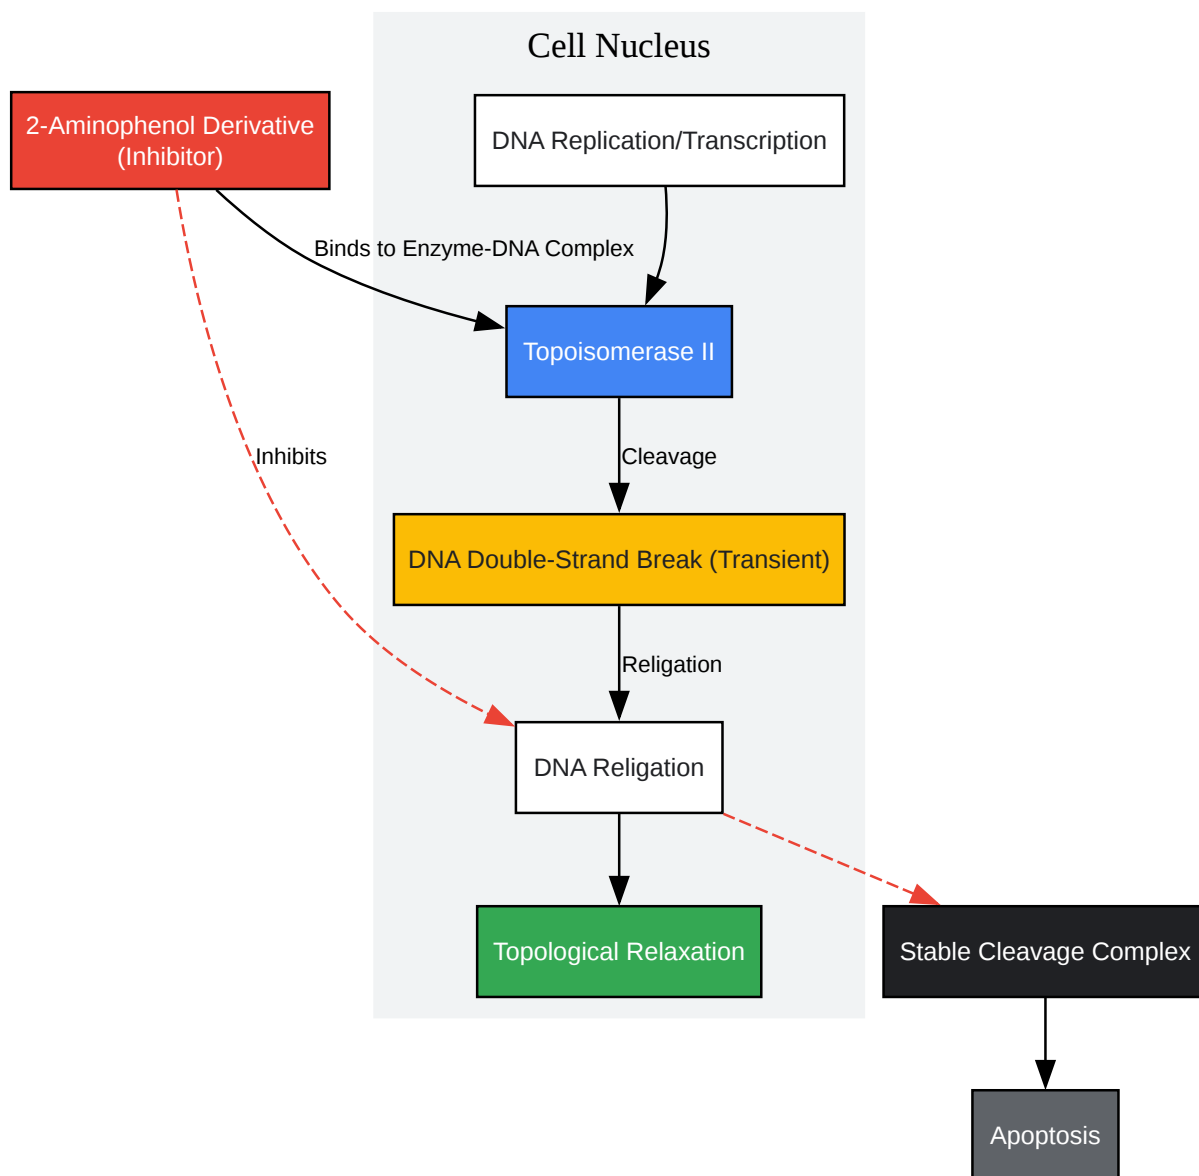 Cell Nucleus
2-Aminophenol Derivative
(Inhibitor)
DNA Replication/Transcription
Binds to Enzyme-DNA Complex
Topoisomerase II
Inhibits
Cleavage
DNA Double-Strand Break (Transient)
Religation
DNA Religation
Topological Relaxation
Stable Cleavage Complex
Apoptosis